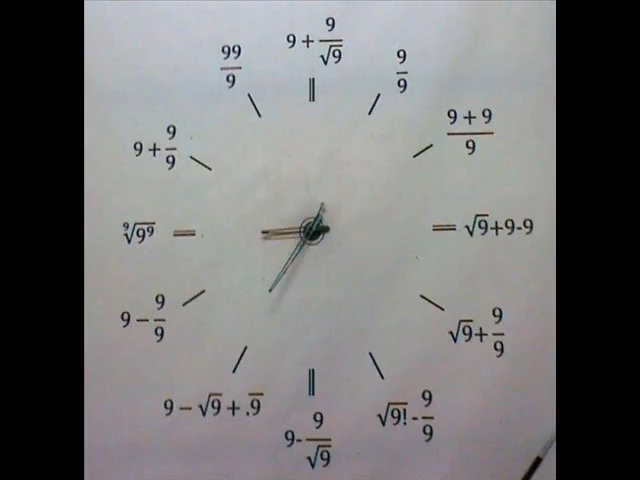 9 + 9/√9
9/9
(9 + 9)/9
√9+9-9
√9+9/9
√9!-9/9
9-9/√9
9 − √9 + .9̅
9 − 9/9
⁹√9⁹
9 + 9/9
99/9